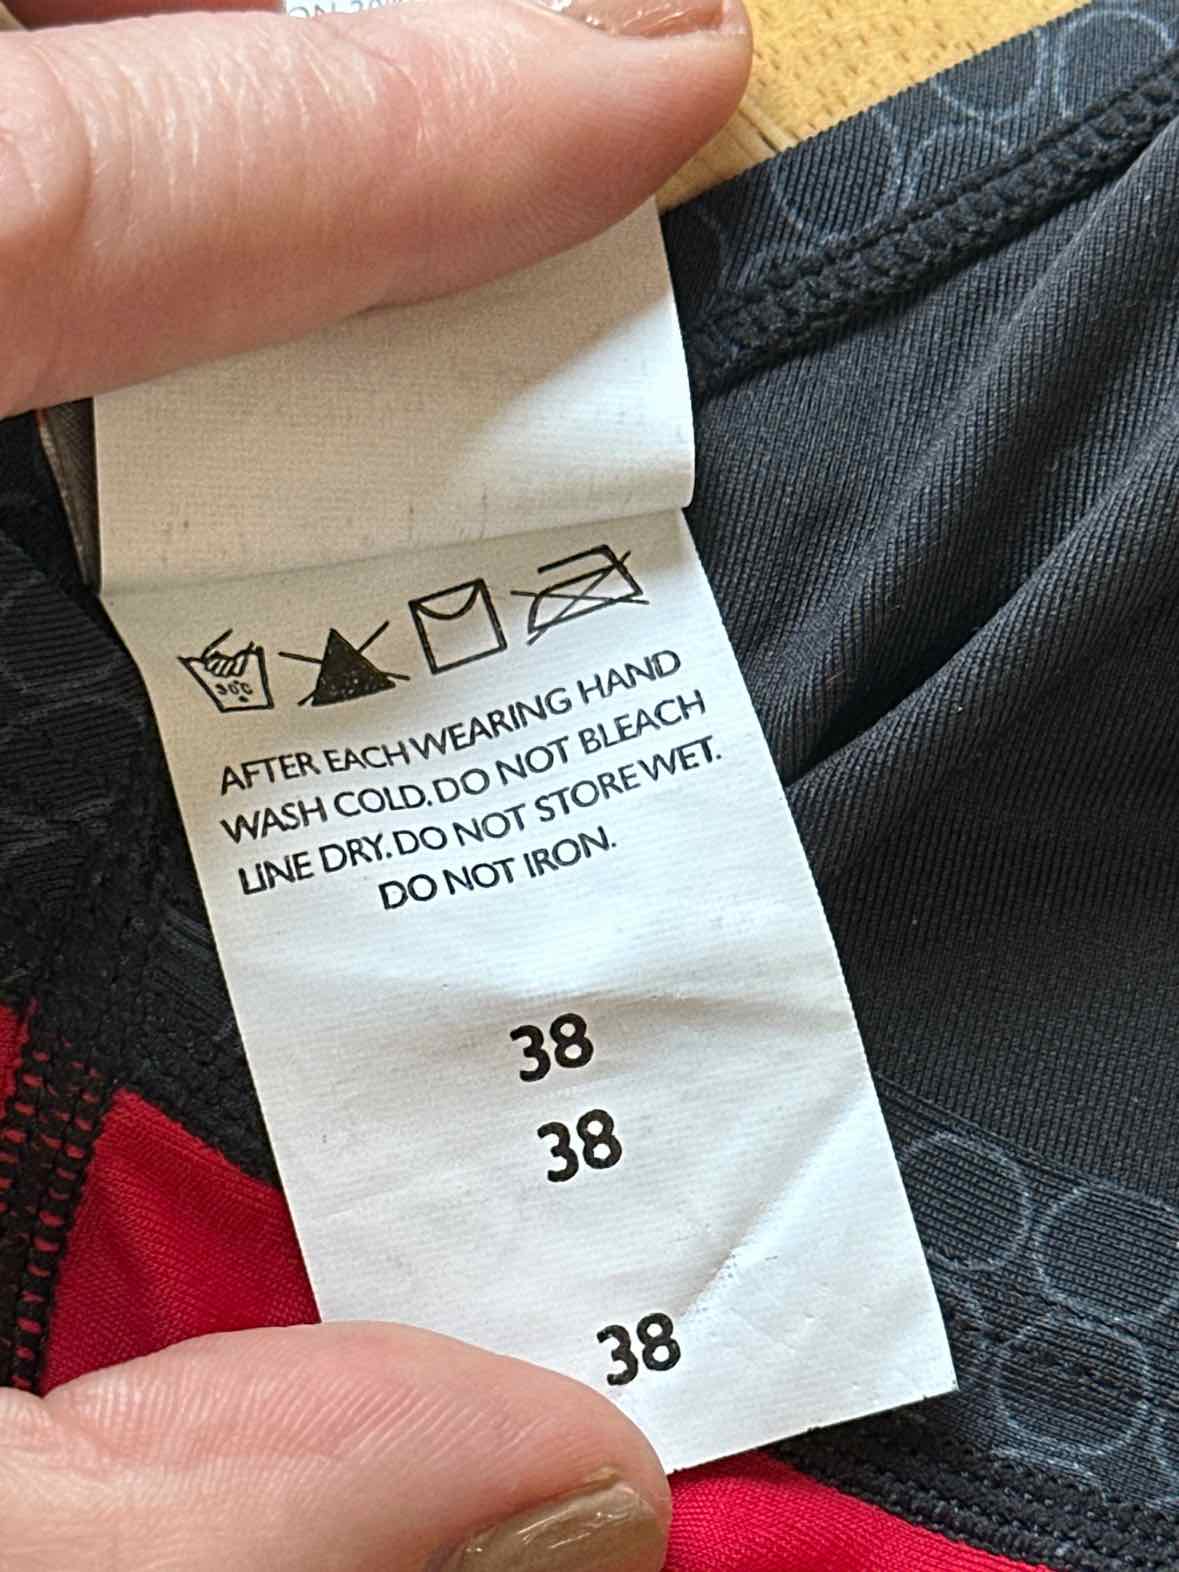 30°C
AFTER EACH WEARING HAND
WASH COLD. DO NOT BLEACH
LINE DRY. DO NOT STORE WET.
DO NOT IRON.
38
38
38